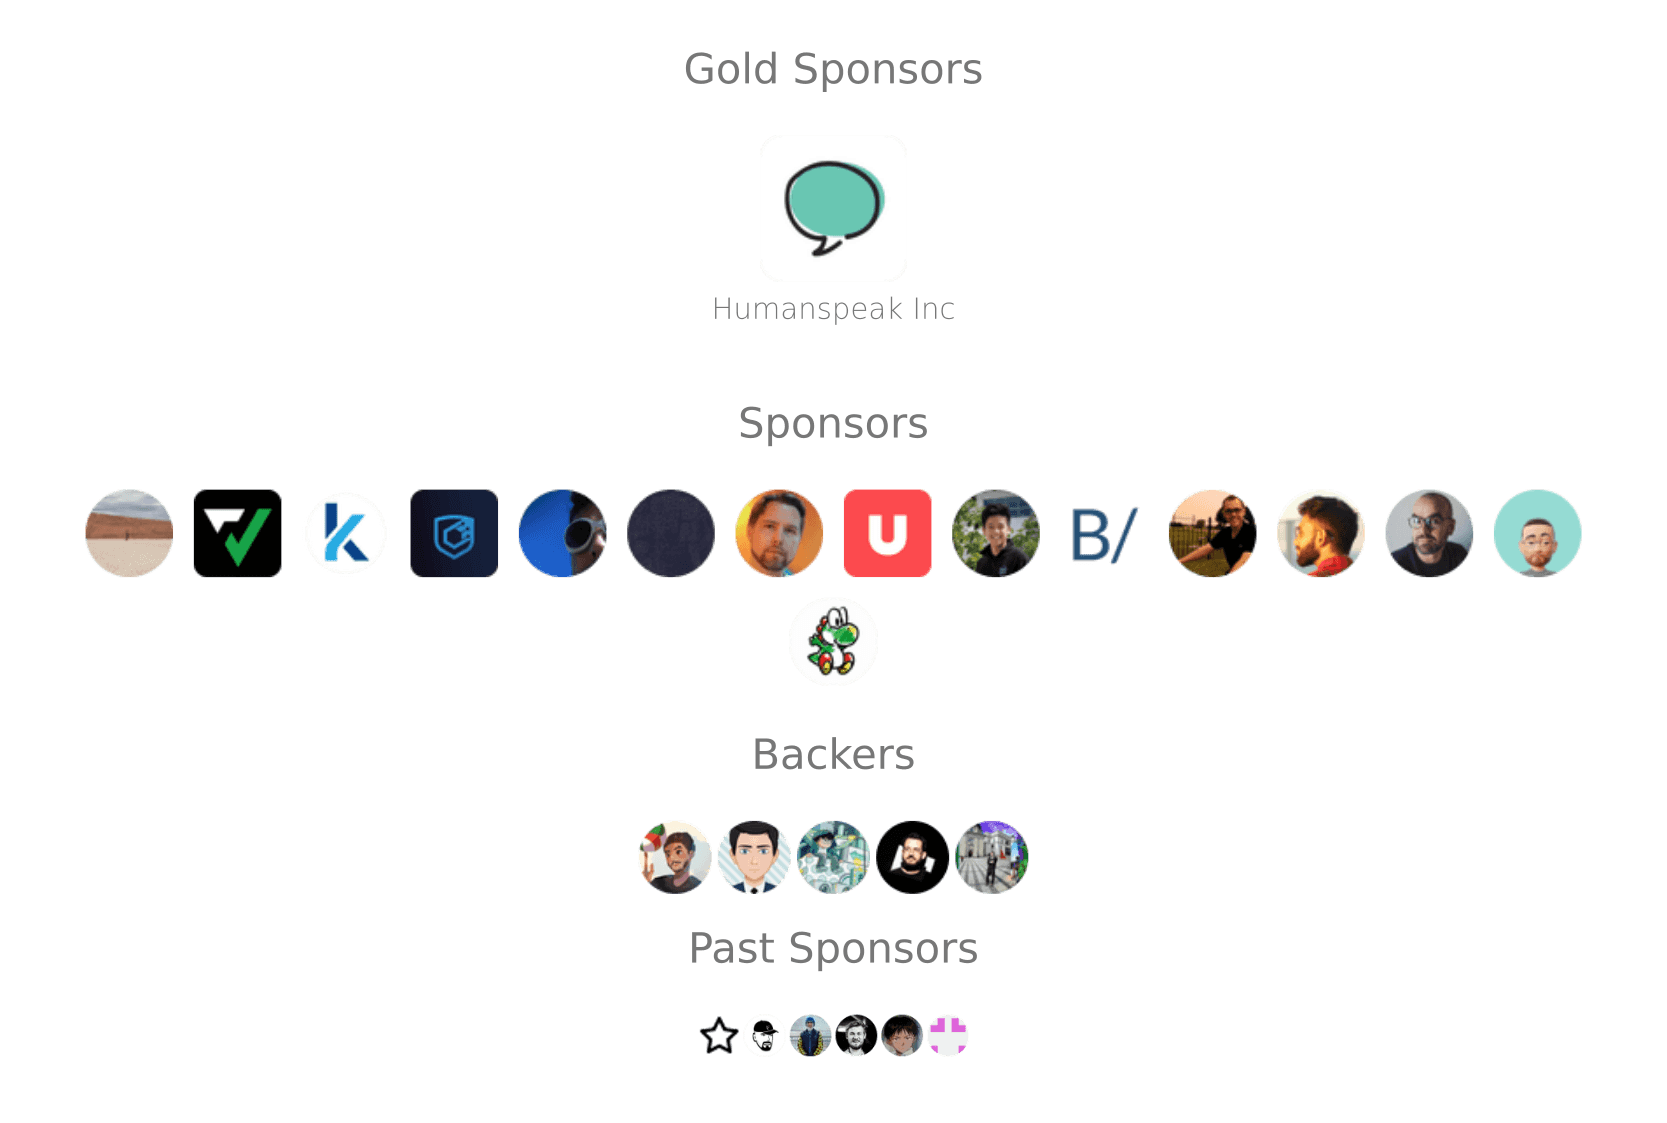 Gold Sponsors
Humanspeak Inc
Sponsors
U
B/
Backers
Past Sponsors